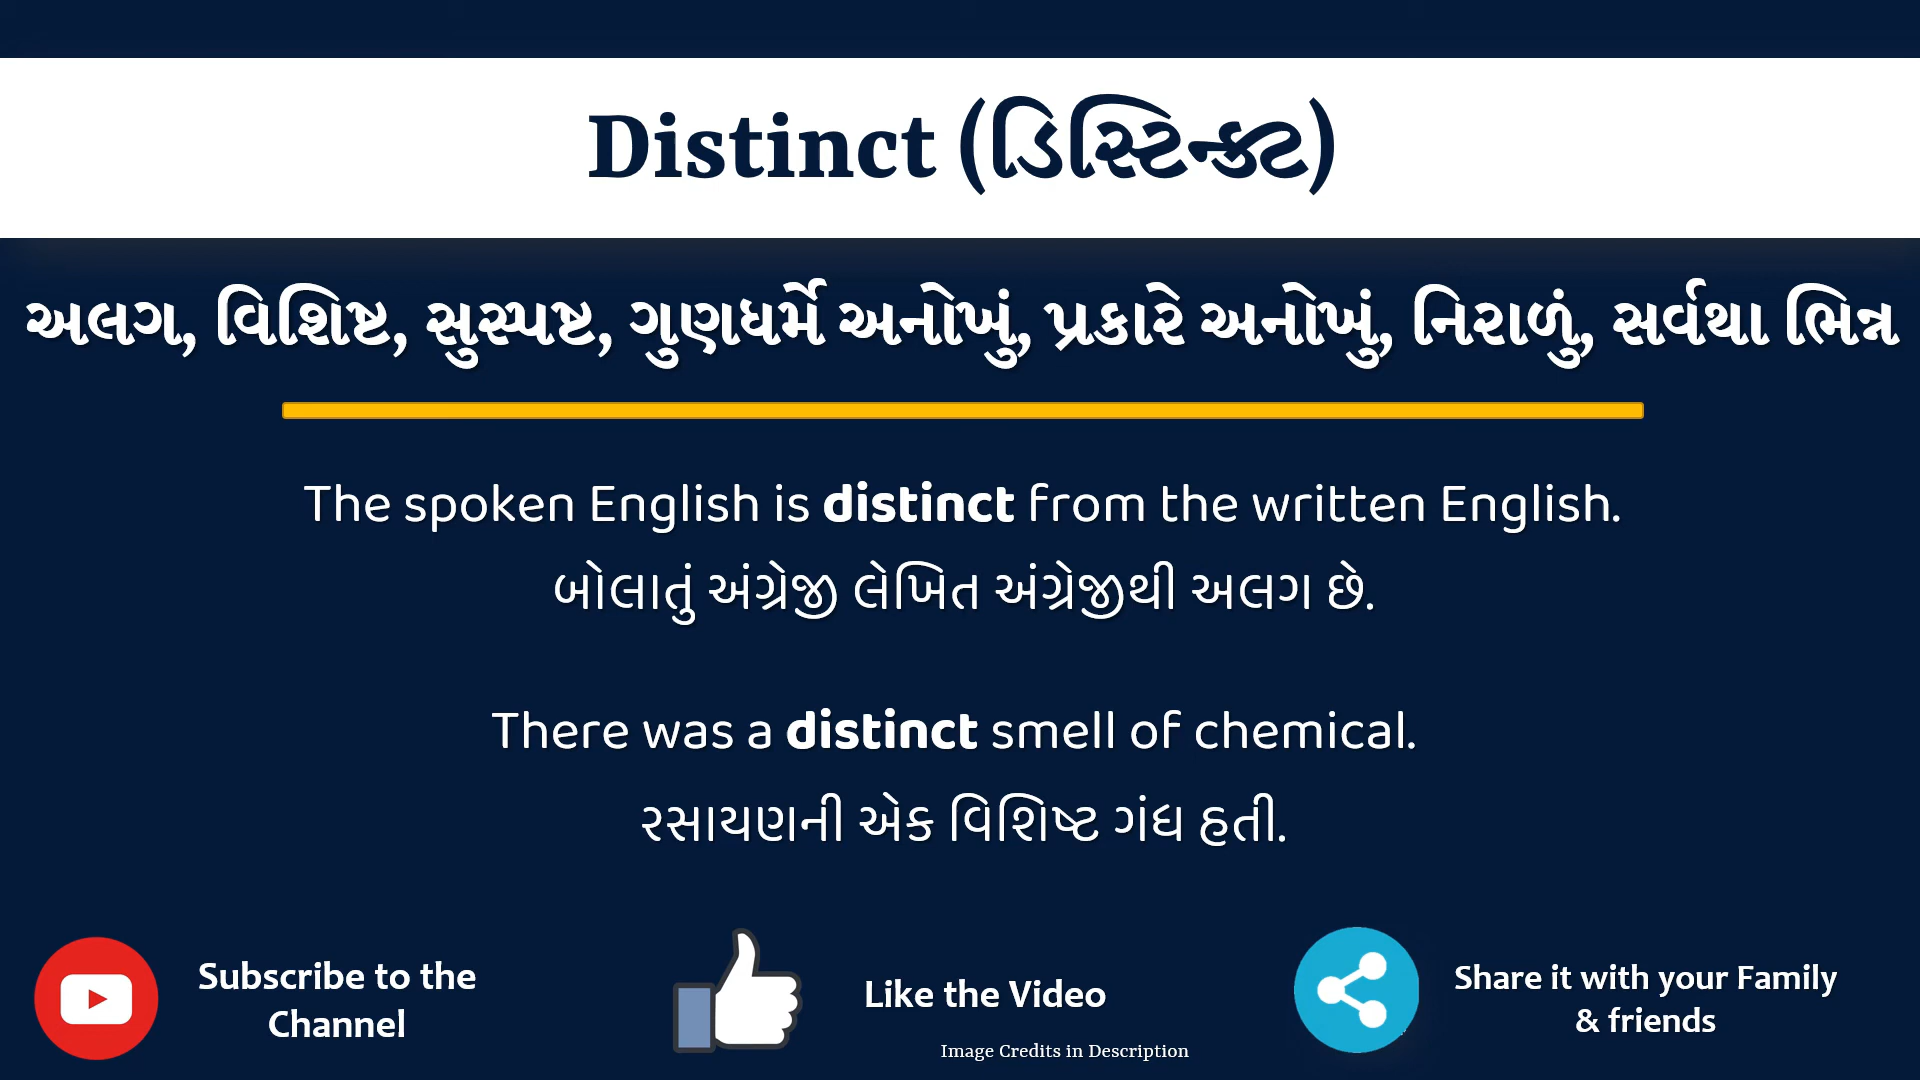 Distinct (ડિસ્ટિન્ક્ટ)
અલગ, વિશિષ્ટ, સુસ્પષ્ટ, ગુણધર્મે અનોખું, પ્રકારે અનોખું, નિરાળું, સર્વથા ભિન્ન
The spoken English is distinct from the written English.
બોલાતું અંગ્રેજી લેખિત અંગ્રેજીથી અલગ છે.
There was a distinct smell of chemical.
રસાયણની એક વિશિષ્ટ ગંધ હતી.
Subscribe to the
Channel
Like the Video
Share it with your Family
& friends
Image Credits in Description